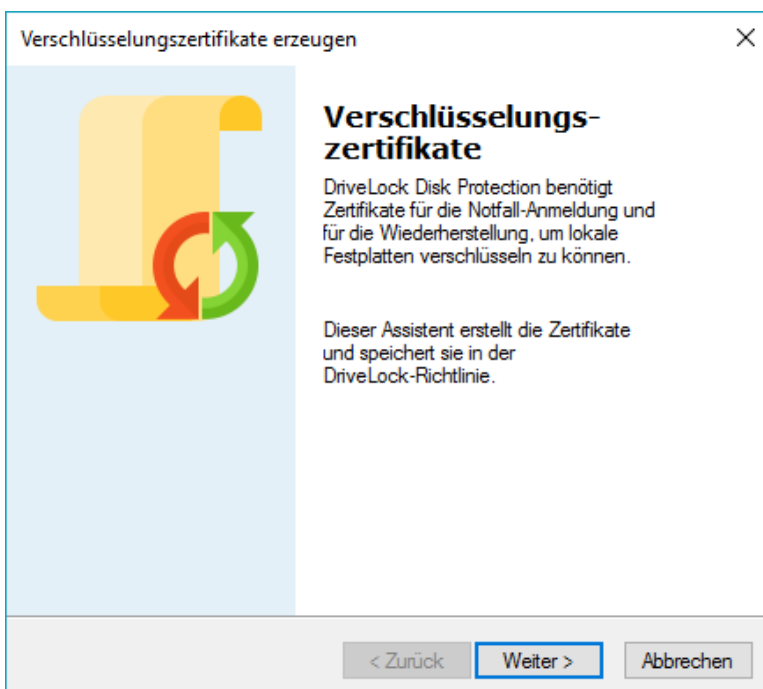 Verschlüsselungszertifikate erzeugen
Verschlüsselungs-
zertifikate
DriveLock Disk Protection benötigt
Zertifikate für die Notfall-Anmeldung und
für die Wiederherstellung, um lokale
Festplatten verschlüsseln zu können.
Dieser Assistent erstellt die Zertifikate
und speichert sie in der
DriveLock-Richtlinie.
< Zurück
Weiter >
Abbrechen